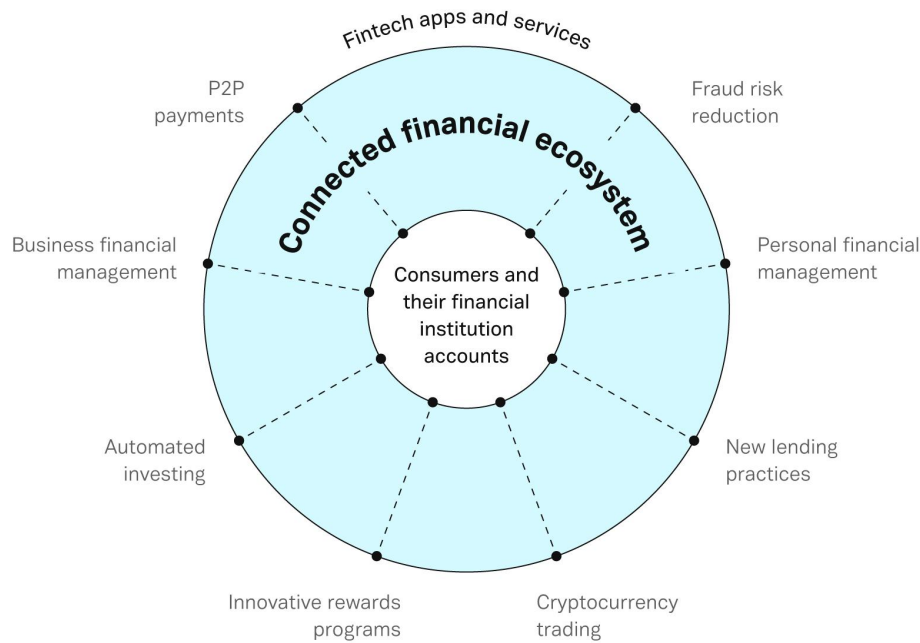 Fintech apps and services
P2P
payments
Fraud risk
reduction
Connected financial ecosystem
Business financial
management
Personal financial
management
Consumers and
their financial
institution
accounts
Automated
investing
New lending
practices
Innovative rewards
programs
Cryptocurrency
trading